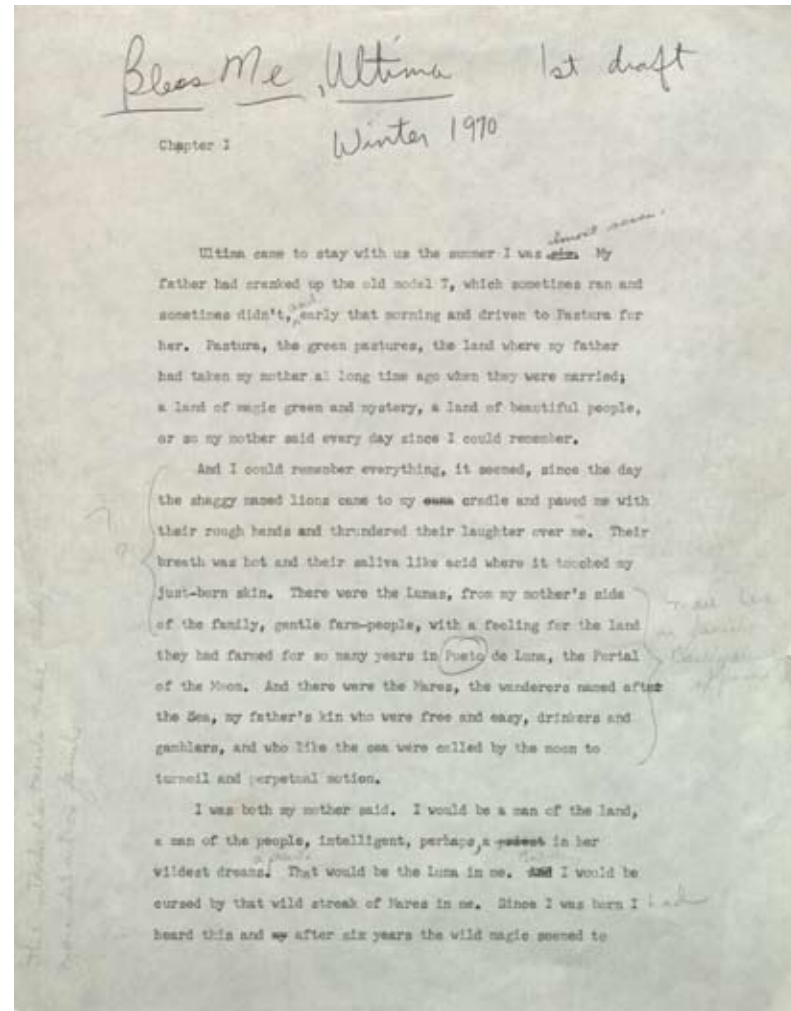 Bless Me, Ultima 1st draft
Winter 1970
Chapter I
almost seven.
Ultima came to stay with us the summer I was six. My
father had cranked up the old model T, which sometimes ran and
sometimes didn't, and early that morning and driven to Pastura for
her. Pastura, the green pastures, the land where my father
had taken my mother a long time ago when they were married;
a land of magic green and mystery, a land of beautiful people,
or so my mother said every day since I could remember.
And I could remember everything, it seemed, since the day
the shaggy maned lions came to my cradle and pawed me with
their rough hands and thrundered their laughter over me. Their
breath was hot and their saliva like acid where it touched my
just-born skin. There were the Lunas, from my mother's side
of the family, gentle farm-people, with a feeling for the land
they had farmed for so many years in Pueto de Luna, the Portal
of the Moon. And there were the Mares, the wanderers named after
the Sea, my father's kin who were free and easy, drinkers and
gamblers, and who like the sea were called by the moon to
turmoil and perpetual motion.
I was both my mother said. I would be a man of the land,
a man of the people, intelligent, perhaps, a priest in her
wildest dreams. a priest. That would be the Luna in me. And I would be
cursed by that wild streak of Mares in me. Since I was born I had
heard this and my after six years the wild magic seemed to